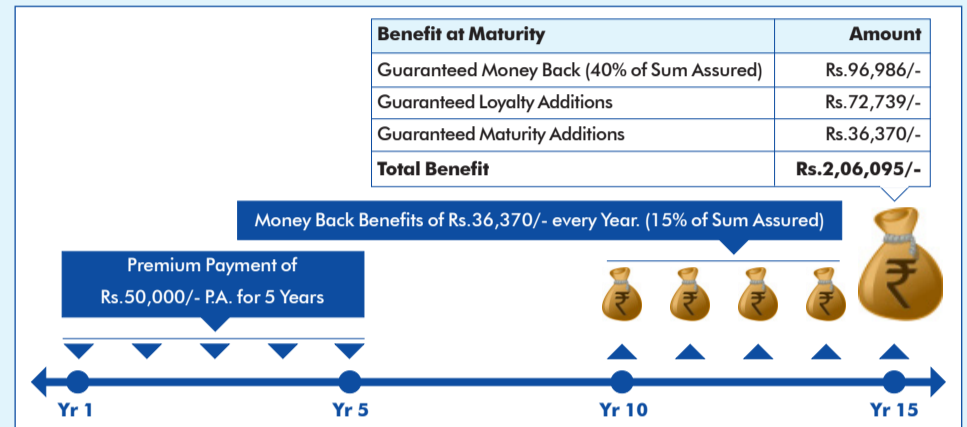 Benefit at Maturity Amount
Guaranteed Money Back (40% of Sum Assured) Rs.96,986/-
Guaranteed Loyalty Additions Rs.72,739/-
Guaranteed Maturity Additions Rs.36,370/-
Total Benefit Rs.2,06,095/-
Money Back Benefits of Rs.36,370/- every Year. (15% of Sum Assured)
Premium Payment of
Rs.50,000/- P.A. for 5 Years
₹ ₹ ₹ ₹ ₹
Yr 1 Yr 5 Yr 10 Yr 15